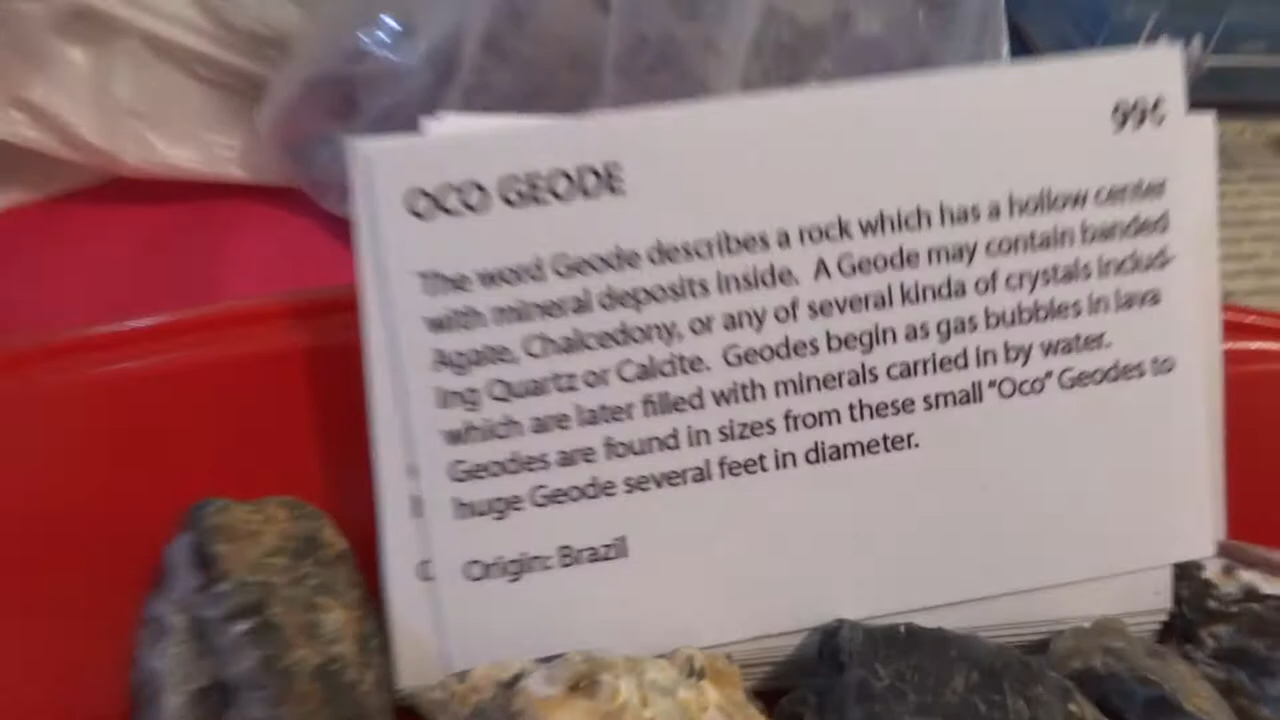 99¢
OCO GEODE
The word Geode describes a rock which has a hollow center
with mineral deposits inside. A Geode may contain banded
Agate, Chalcedony, or any of several kinda of crystals includ-
ing Quartz or Calcite. Geodes begin as gas bubbles in lava
which are later filled with minerals carried in by water.
Geodes are found in sizes from these small "Oco" Geodes to
huge Geode several feet in diameter.
Origin: Brazil